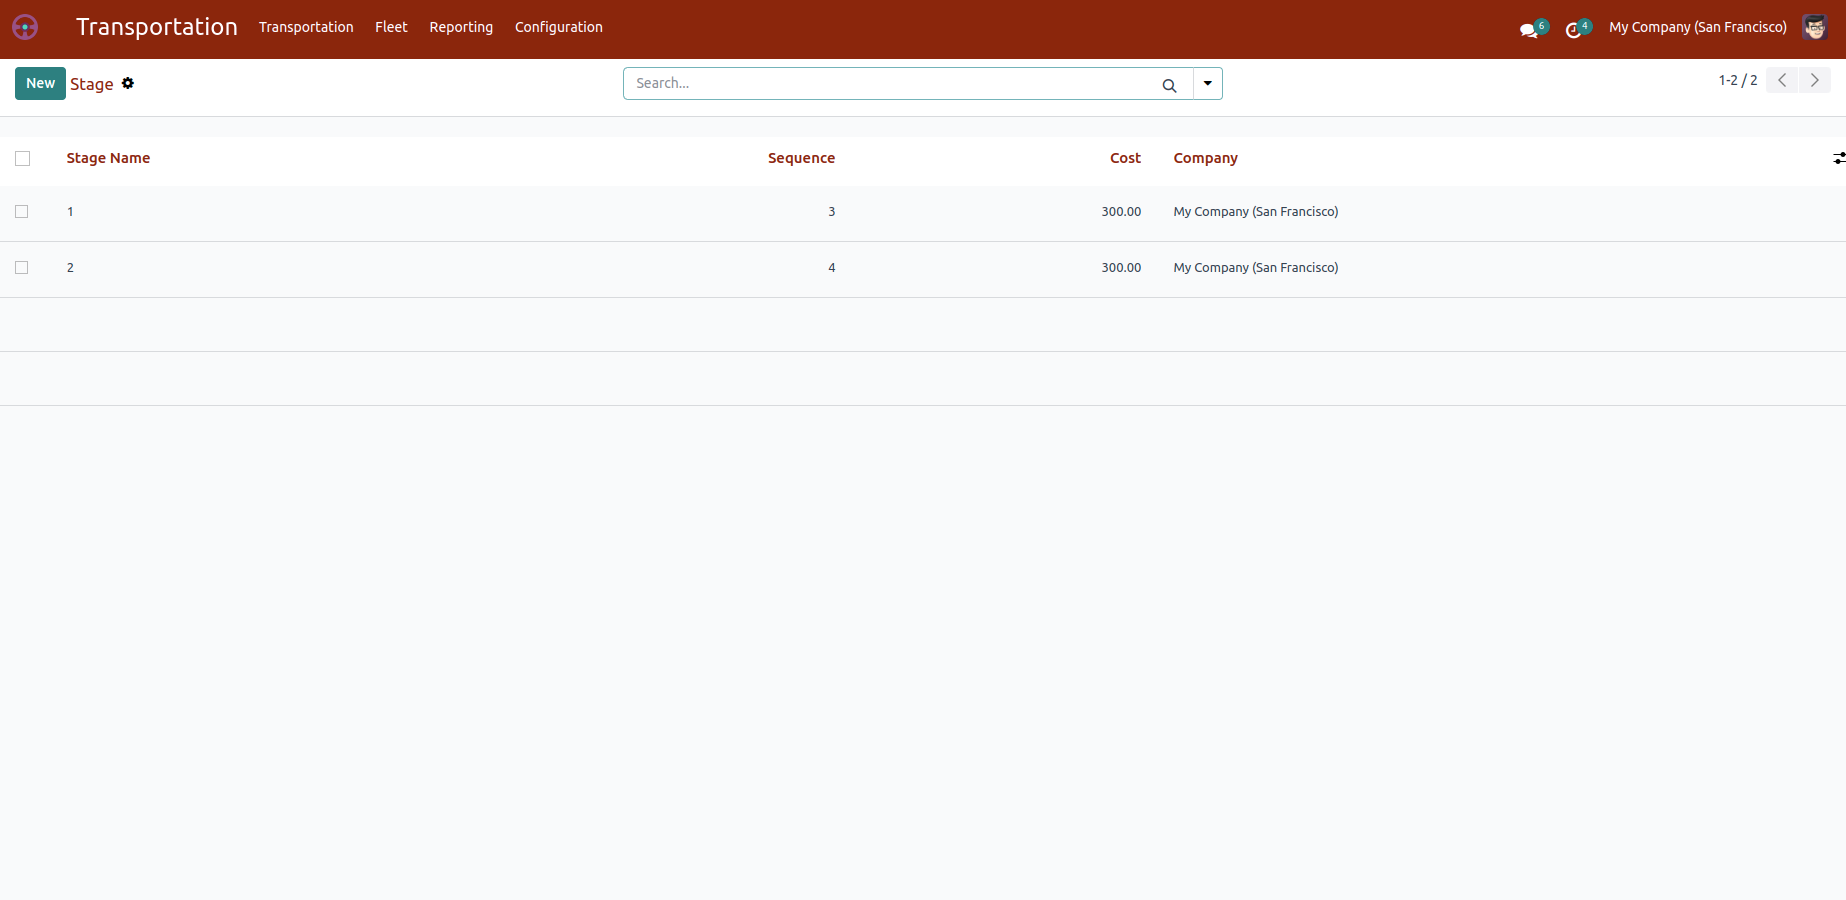 Transportation Transportation Fleet Reporting Configuration 6 4 My Company (San Francisco)
New Stage Search... 1-2 / 2
Stage Name Sequence Cost Company
1 3 300.00 My Company (San Francisco)
2 4 300.00 My Company (San Francisco)